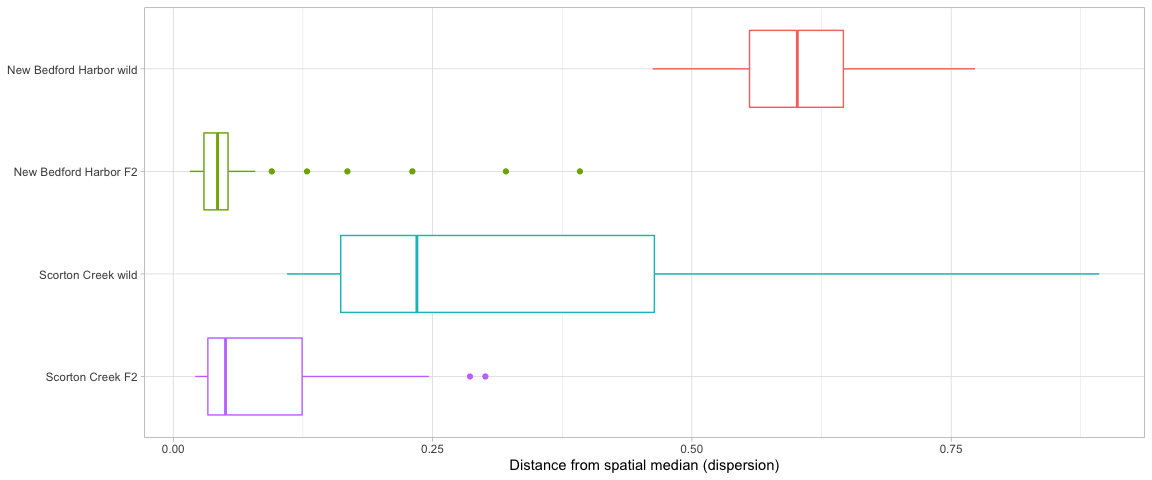 New Bedford Harbor wild
New Bedford Harbor F2
Scorton Creek wild
Scorton Creek F2
0.00 0.25 0.50 0.75
Distance from spatial median (dispersion)